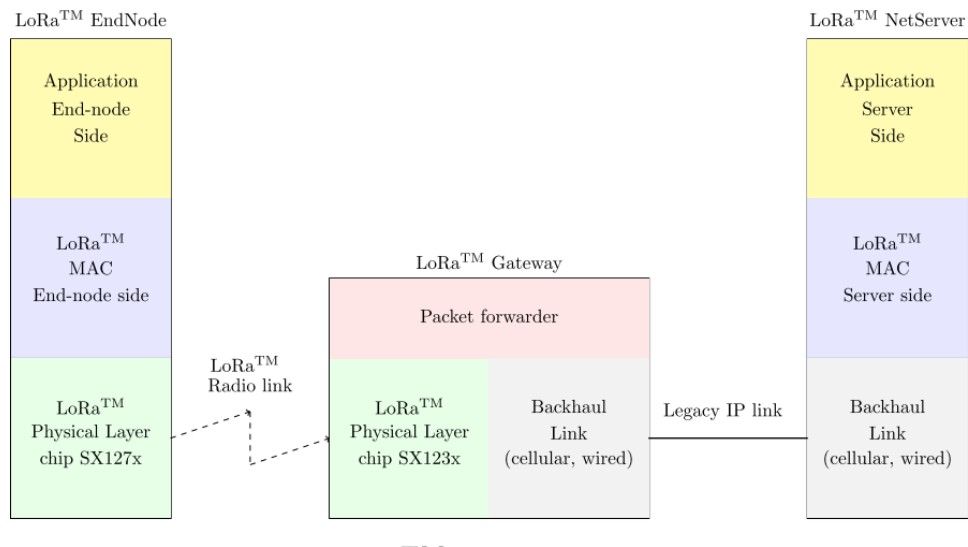 LoRa™ EndNode
Application
End-node
Side
LoRa™
MAC
End-node side
LoRa™
Physical Layer
chip SX127x
LoRa™
Radio link
LoRa™ Gateway
Packet forwarder
LoRa™
Physical Layer
chip SX123x
Backhaul
Link
(cellular, wired)
Legacy IP link
LoRa™ NetServer
Application
Server
Side
LoRa™
MAC
Server side
Backhaul
Link
(cellular, wired)